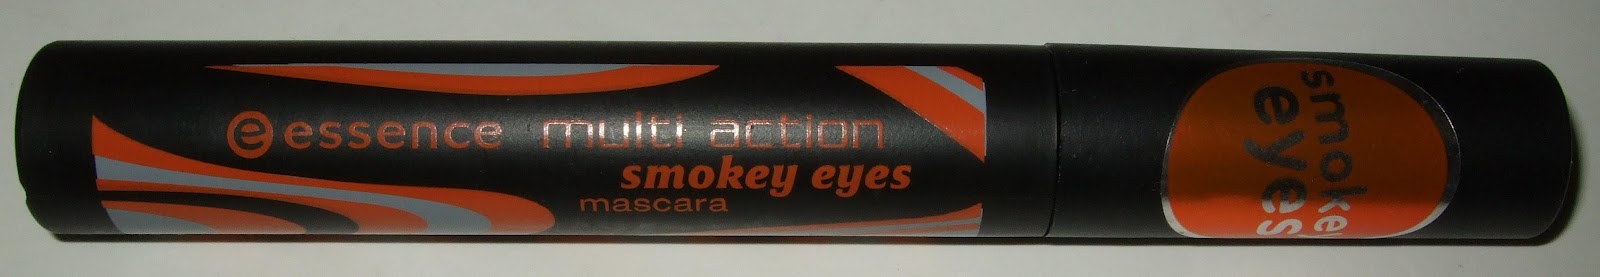 essence multi action
smokey eyes
mascara
smokey
eyes